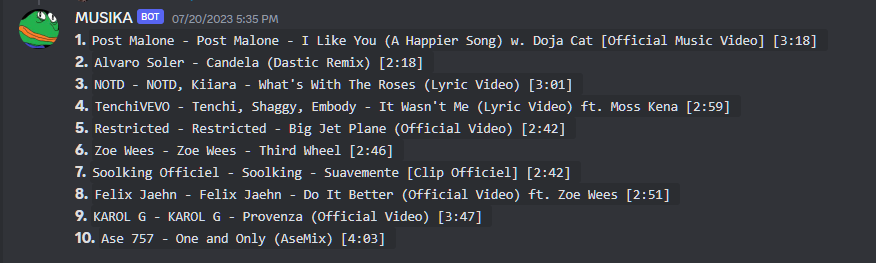 MUSIKA BOT 07/20/2023 5:35 PM
1. Post Malone - Post Malone - I Like You (A Happier Song) w. Doja Cat [Official Music Video] [3:18]
2. Alvaro Soler - Candela (Dastic Remix) [2:18]
3. NOTD - NOTD, Kiiara - What's With The Roses (Lyric Video) [3:01]
4. TenchiVEVO - Tenchi, Shaggy, Embody - It Wasn't Me (Lyric Video) ft. Moss Kena [2:59]
5. Restricted - Restricted - Big Jet Plane (Official Video) [2:42]
6. Zoe Wees - Zoe Wees - Third Wheel [2:46]
7. Soolking Officiel - Soolking - Suavemente [Clip Officiel] [2:42]
8. Felix Jaehn - Felix Jaehn - Do It Better (Official Video) ft. Zoe Wees [2:51]
9. KAROL G - KAROL G - Provenza (Official Video) [3:47]
10. Ase 757 - One and Only (AseMix) [4:03]